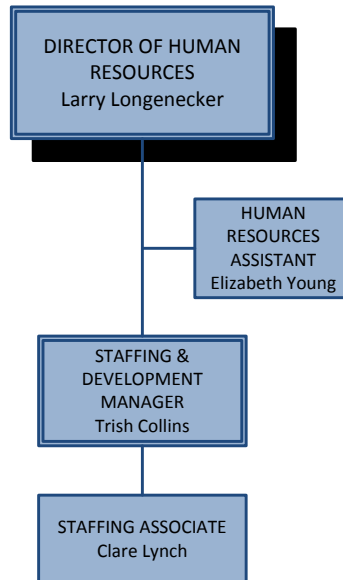 DIRECTOR OF HUMAN
RESOURCES
Larry Longenecker
HUMAN
RESOURCES
ASSISTANT
Elizabeth Young
STAFFING &
DEVELOPMENT
MANAGER
Trish Collins
STAFFING ASSOCIATE
Clare Lynch